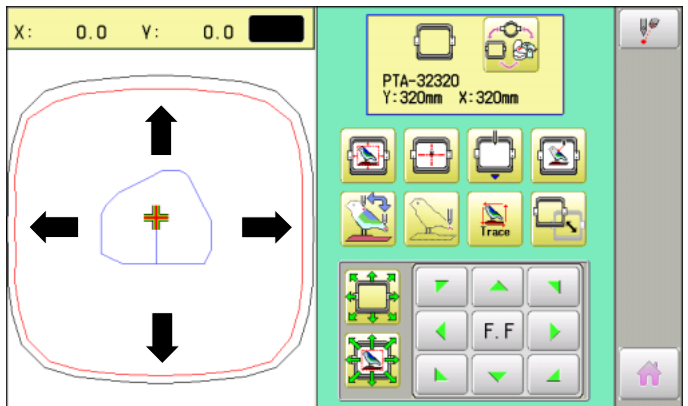 X: 0.0 Y: 0.0
PTA-32320
Y:320mm X:320mm
Trace
F.F